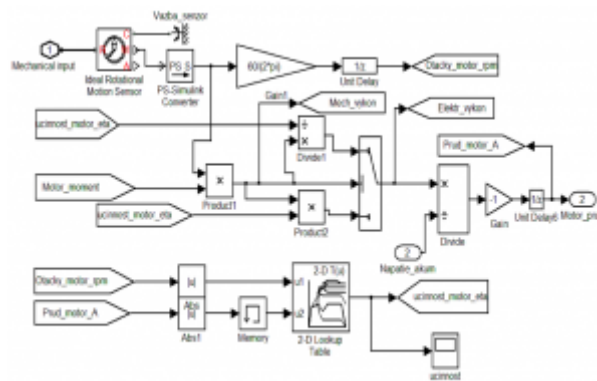 Vazba_senzor
1
Mechanical input
C
R
A
Ideal Rotational
Motion Sensor
PS S
PS-Simulink
Converter
60/(2*pi)
Gain1
1/z
Unit Delay
Otacky_motor_rpm
Mech_vykon
Elektr_vykon
ucinnost_motor_eta
Divide1
Prud_motor_A
Motor_moment
Product1
ucinnost_motor_eta
Product2
Divide
-1
Gain
1/z
Unit Delay6
2
2
Napatie_akum
Otacky_motor_rpm
|u|
Abs
Prud_motor_A
|u|
Abs1
Memory
2-D T(u)
u1
u2
2-D Lookup
Table
ucinnost_motor_eta
ucinnost